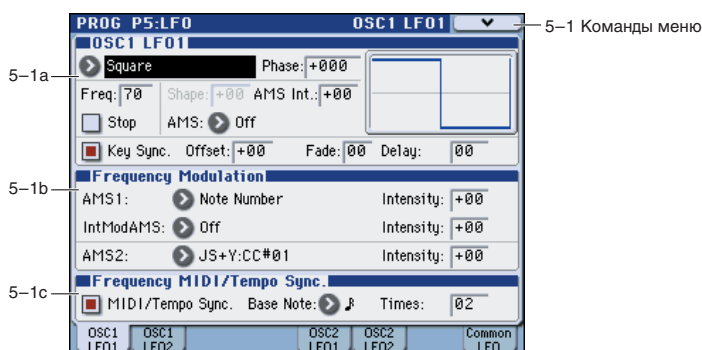 PROG P5:LFO OSC1 LFO1
5–1 Команды меню
OSC1 LFO1
5–1a
Square Phase: +000
Freq: 70 Shape: +00 AMS Int.: +00
Stop AMS: Off
Key Sync. Offset: +00 Fade: 00 Delay: 00
5–1b
Frequency Modulation
AMS1: Note Number Intensity: +00
IntModAMS: Off Intensity: +00
AMS2: JS+Y:CC#01 Intensity: +00
5–1c
Frequency MIDI/Tempo Sync.
MIDI/Tempo Sync. Base Note: ♪ Times: 02
OSC1 LFO1 OSC1 LFO2 OSC2 LFO1 OSC2 LFO2 Common LFO